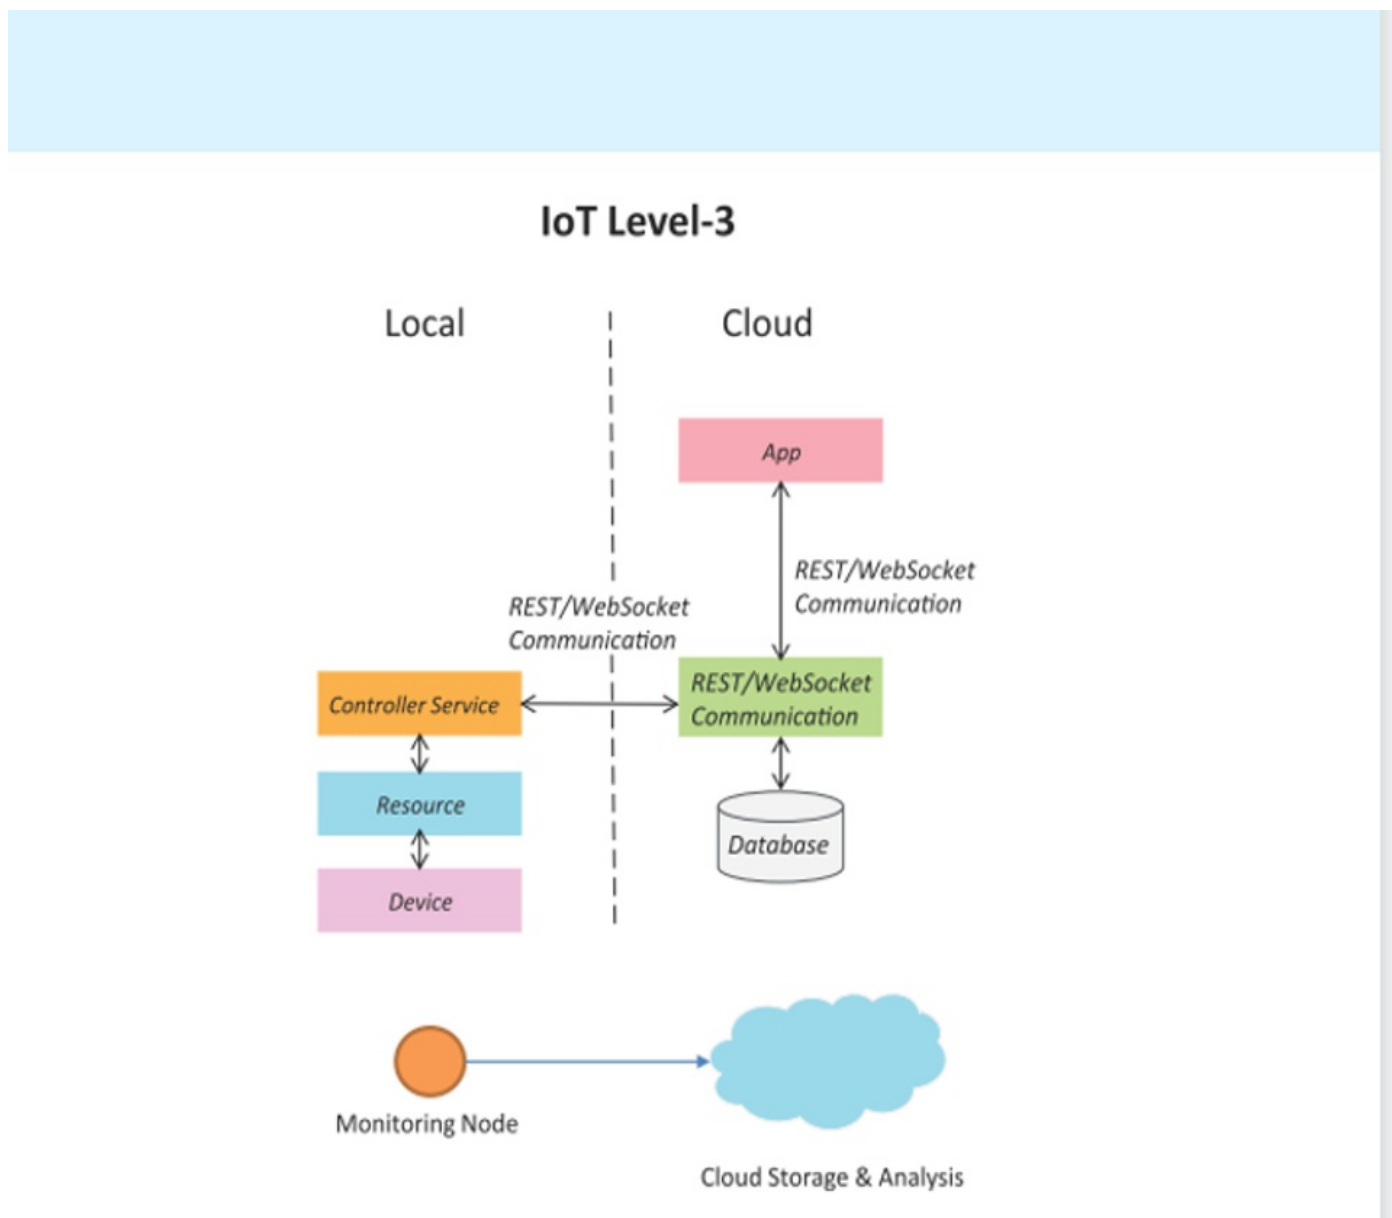 IoT Level-3
Local
Cloud
App
REST/WebSocket
Communication
REST/WebSocket
Communication
Controller Service
REST/WebSocket
Communication
Resource
Database
Device
Monitoring Node
Cloud Storage & Analysis